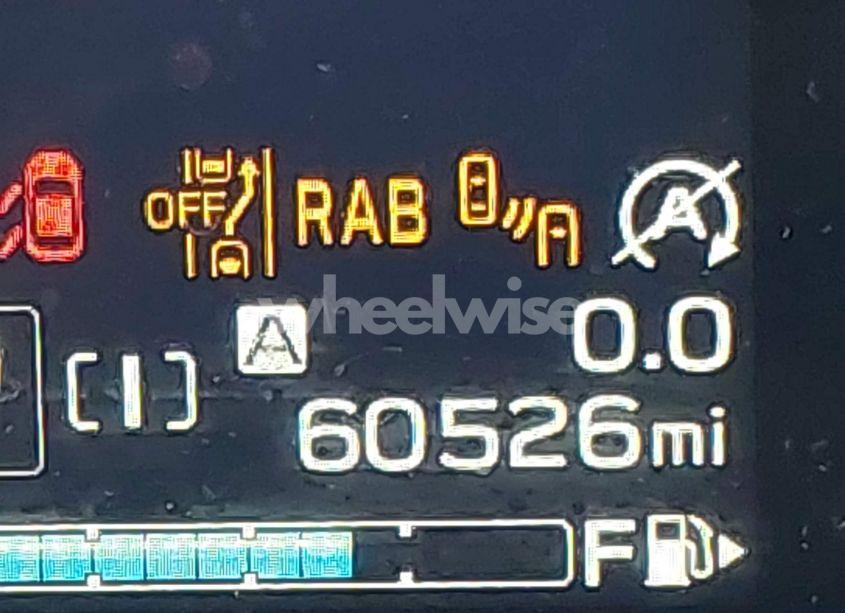 OFF RAB A
wheelwise
A 0.0
60526mi
F